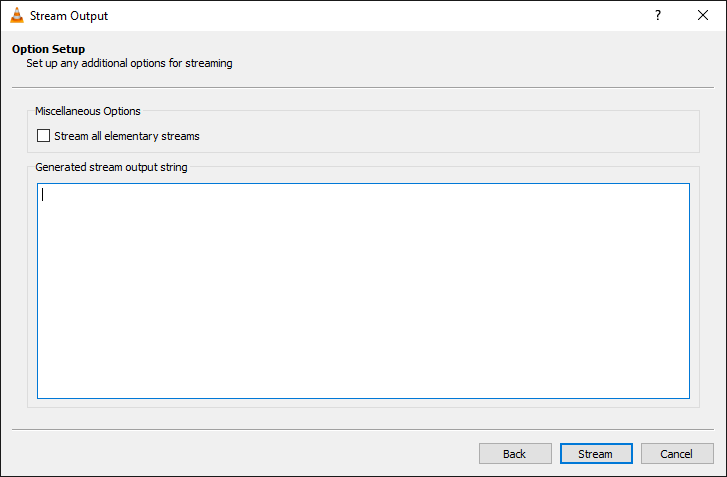 Stream Output
?
Option Setup
Set up any additional options for streaming
Miscellaneous Options
Stream all elementary streams
Generated stream output string
Back
Stream
Cancel